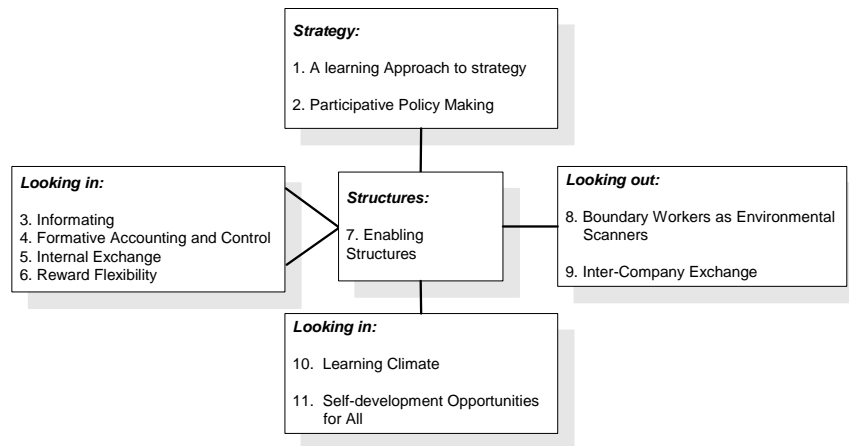 Strategy:
1. A learning Approach to strategy
2. Participative Policy Making
Looking in:
3. Informating
4. Formative Accounting and Control
5. Internal Exchange
6. Reward Flexibility
Structures:
7. Enabling
Structures
Looking out:
8. Boundary Workers as Environmental
Scanners
9. Inter-Company Exchange
Looking in:
10. Learning Climate
11. Self-development Opportunities
for All